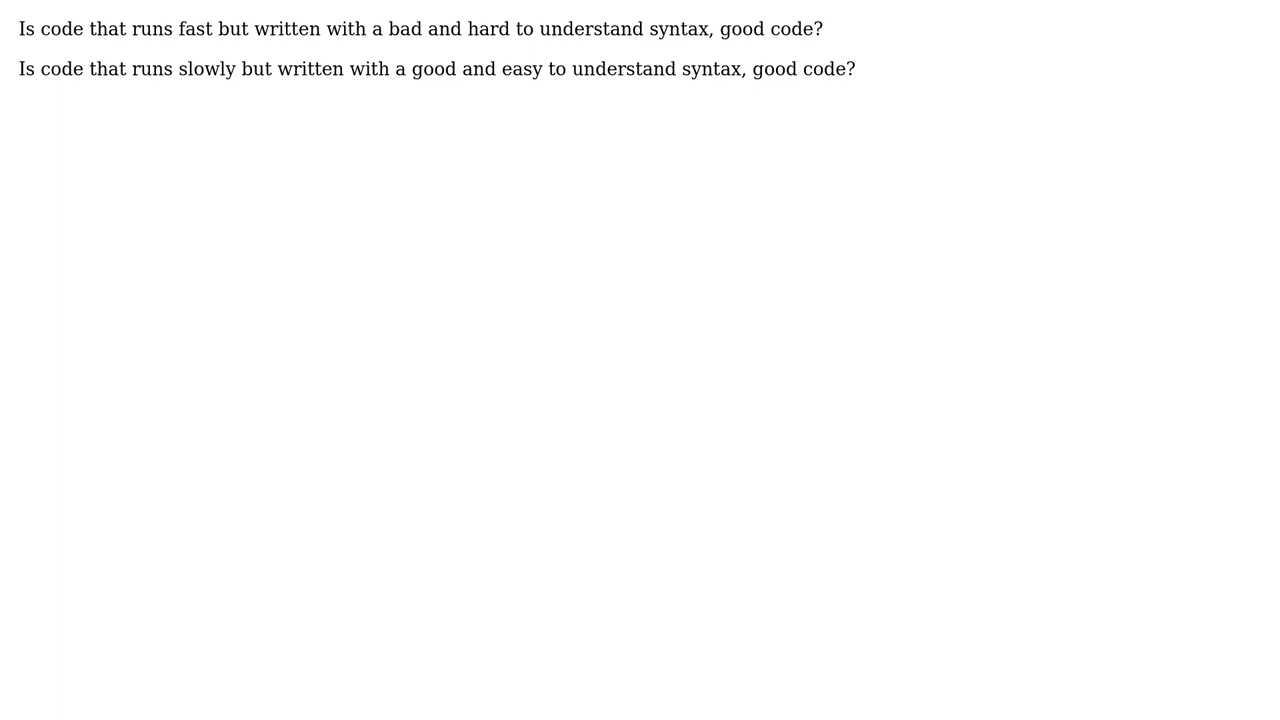 Is code that runs fast but written with a bad and hard to understand syntax, good code?
Is code that runs slowly but written with a good and easy to understand syntax, good code?